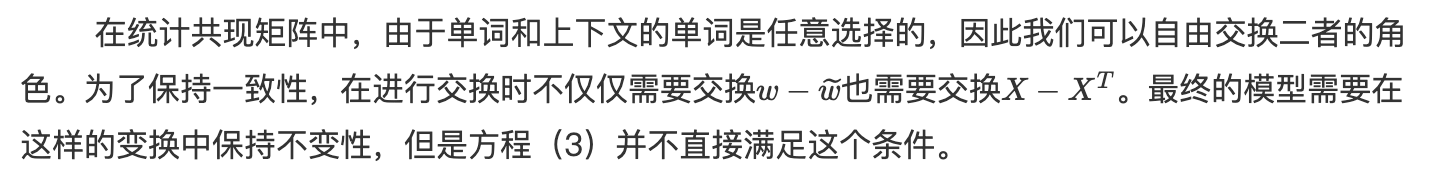 在统计共现矩阵中，由于单词和上下文的单词是任意选择的，因此我们可以自由交换二者的角
色。为了保持一致性，在进行交换时不仅仅需要交换w − w̃也需要交换X − Xᵀ。最终的模型需要在
这样的变换中保持不变性，但是方程（3）并不直接满足这个条件。